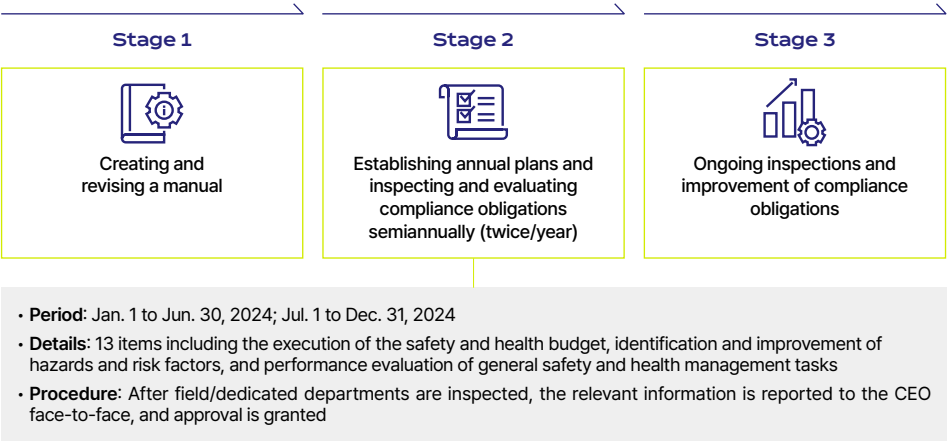 Stage 1
Creating and
revising a manual
Stage 2
Establishing annual plans and
inspecting and evaluating
compliance obligations
semiannually (twice/year)
Stage 3
Ongoing inspections and
improvement of compliance
obligations
• Period: Jan. 1 to Jun. 30, 2024; Jul. 1 to Dec. 31, 2024
• Details: 13 items including the execution of the safety and health budget, identification and improvement of
hazards and risk factors, and performance evaluation of general safety and health management tasks
• Procedure: After field/dedicated departments are inspected, the relevant information is reported to the CEO
face-to-face, and approval is granted